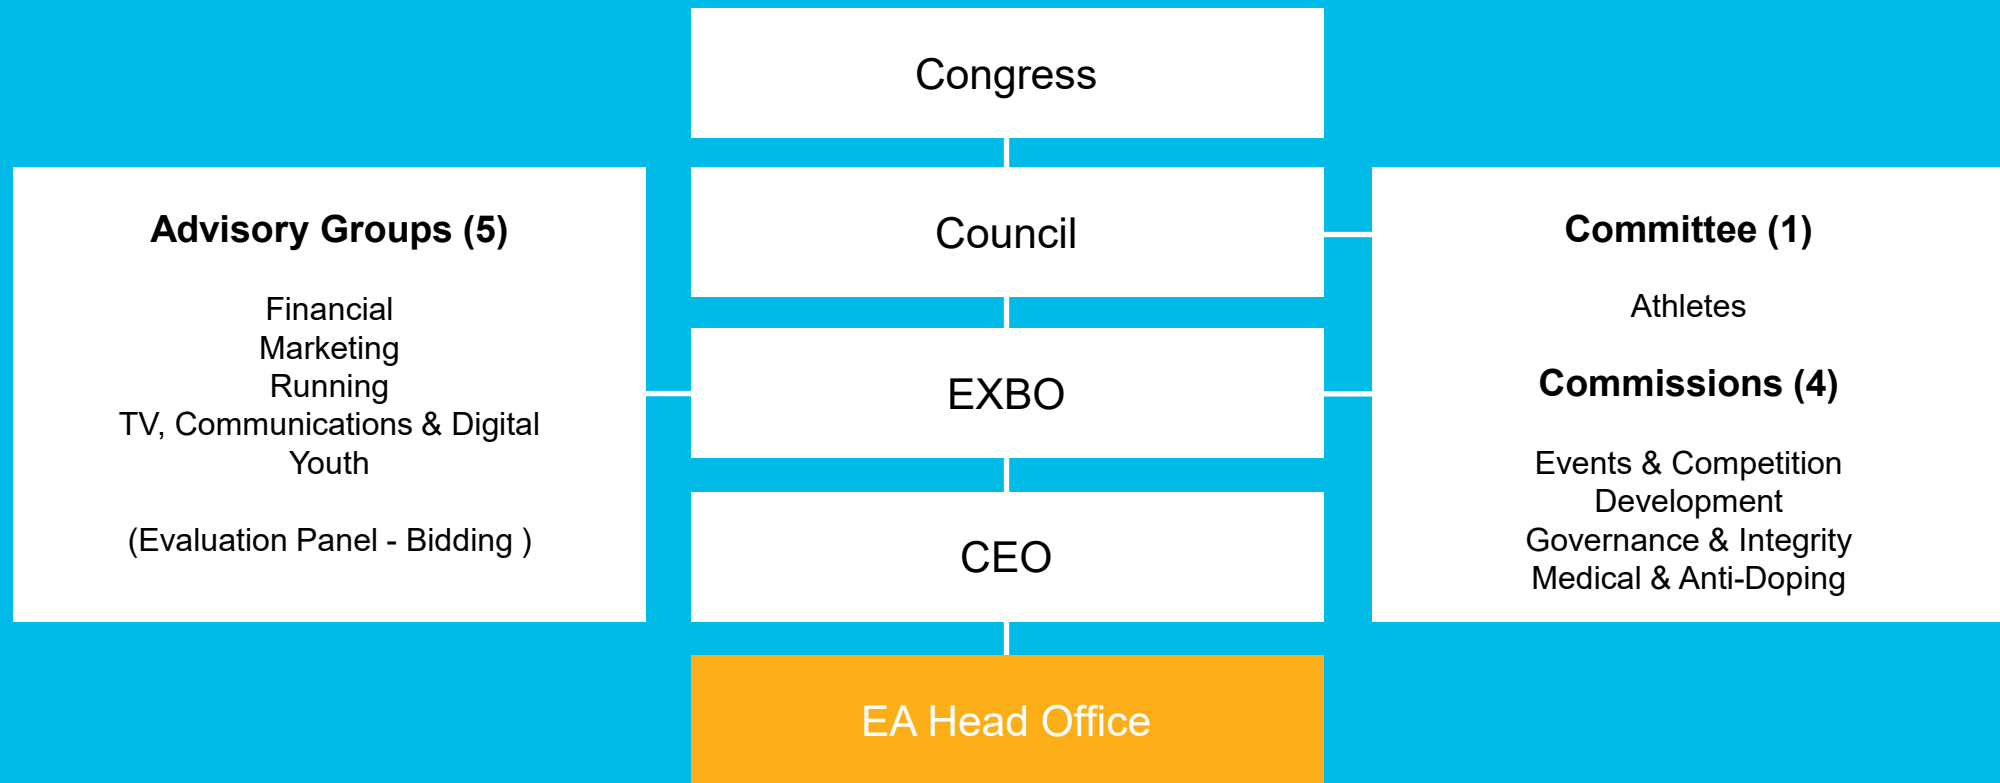 Congress
Advisory Groups (5)
Financial
Marketing
Running
TV, Communications & Digital
Youth
(Evaluation Panel - Bidding )
Council
EXBO
CEO
EA Head Office
Committee (1)
Athletes
Commissions (4)
Events & Competition
Development
Governance & Integrity
Medical & Anti-Doping